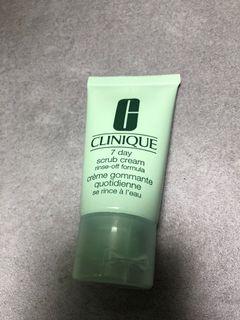 C
CLINIQUE
7 day
scrub cream
rinse-off formula
crème gommante
quotidienne
se rince à l'eau